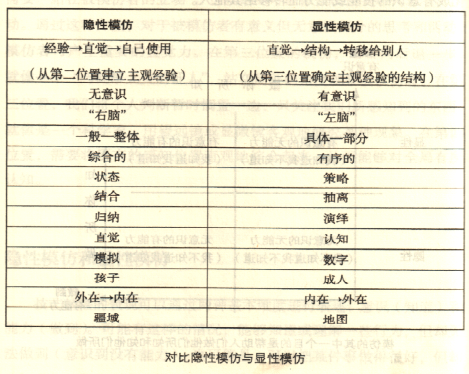 隐性模仿 显性模仿
经验→直觉→自己使用 直觉→结构→转移给别人
(从第二位置建立主观经验) (从第二位置确定主观经验的结构)
无意识 有意识
“右脑” “左脑”
一般—整体 具体—部分
综合的 有序的
状态 策略
结合 抽离
归纳 演绎
直觉 认知
模拟 数字
孩子 成人
外在→内在 内在→外在
疆域 地图
对比隐性模仿与显性模仿